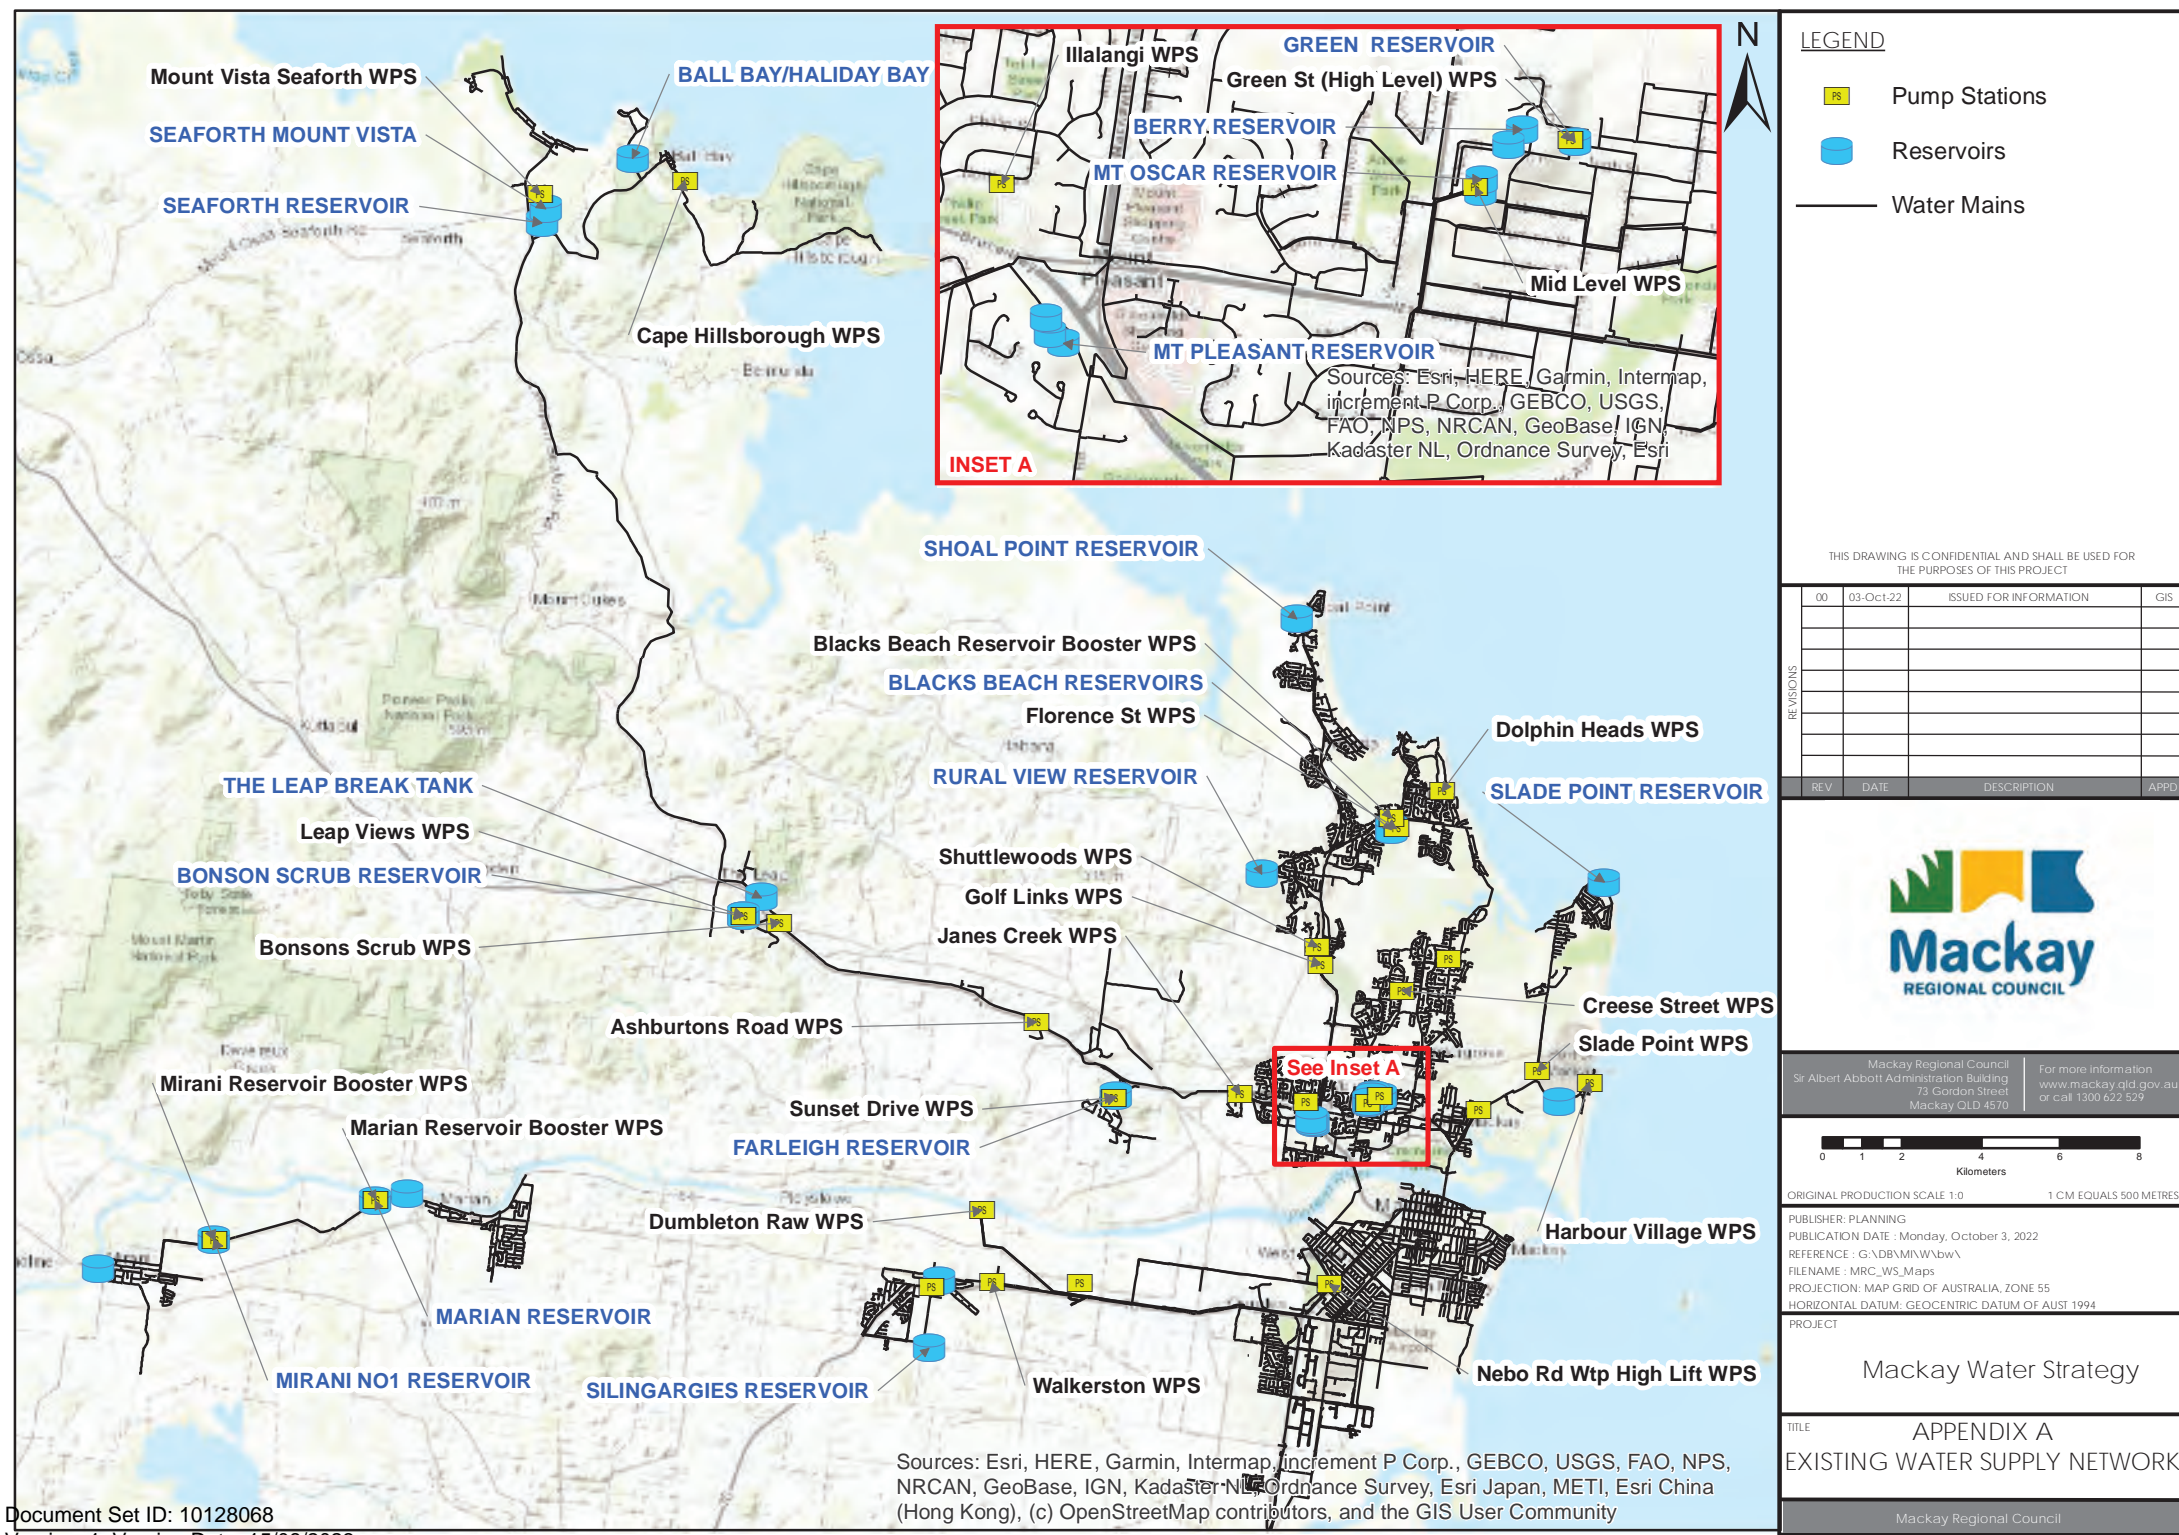 Mount Vista Seaforth WPS
SEAFORTH MOUNT VISTA
SEAFORTH RESERVOIR
BALL BAY/HALIDAY BAY
Cape Hillsborough WPS
Illalangi WPS
GREEN RESERVOIR
Green St (High Level) WPS
BERRY RESERVOIR
MT OSCAR RESERVOIR
Mid Level WPS
MT PLEASANT RESERVOIR
Sources: Esri, HERE, Garmin, Intermap,
increment P Corp., GEBCO, USGS,
FAO, NPS, NRCAN, GeoBase, IGN,
Kadaster NL, Ordnance Survey, Esri
INSET A
N
Seaforth
Mount Jukes
Kuttabul
SHOAL POINT RESERVOIR
Blacks Beach Reservoir Booster WPS
BLACKS BEACH RESERVOIRS
Florence St WPS
Dolphin Heads WPS
RURAL VIEW RESERVOIR
SLADE POINT RESERVOIR
THE LEAP BREAK TANK
Leap Views WPS
BONSON SCRUB RESERVOIR
Bonsons Scrub WPS
Shuttlewoods WPS
Golf Links WPS
Janes Creek WPS
Creese Street WPS
Ashburtons Road WPS
Slade Point WPS
See Inset A
Mirani Reservoir Booster WPS
Sunset Drive WPS
Marian Reservoir Booster WPS
FARLEIGH RESERVOIR
Marian
Dumbleton Raw WPS
Harbour Village WPS
MARIAN RESERVOIR
MIRANI NO1 RESERVOIR
SILINGARGIES RESERVOIR
Walkerston WPS
Nebo Rd Wtp High Lift WPS
Sources: Esri, HERE, Garmin, Intermap, increment P Corp., GEBCO, USGS, FAO, NPS,
NRCAN, GeoBase, IGN, Kadaster NL, Ordnance Survey, Esri Japan, METI, Esri China
(Hong Kong), (c) OpenStreetMap contributors, and the GIS User Community
Document Set ID: 10128068
LEGEND
PS Pump Stations
Reservoirs
Water Mains
THIS DRAWING IS CONFIDENTIAL AND SHALL BE USED FOR
THE PURPOSES OF THIS PROJECT
00 03-Oct-22 ISSUED FOR INFORMATION GIS
REVISIONS
REV DATE DESCRIPTION APPD
Mackay
REGIONAL COUNCIL
Mackay Regional Council
Sir Albert Abbott Administration Building
73 Gordon Street
Mackay QLD 4570
For more information
www.mackay.qld.gov.au
or call 1300 622 529
0 1 2 4 6 8
Kilometers
ORIGINAL PRODUCTION SCALE 1:0 1 CM EQUALS 500 METRES
PUBLISHER: PLANNING
PUBLICATION DATE : Monday, October 3, 2022
REFERENCE : G:\DB\MI\W\bw\
FILENAME : MRC_WS_Maps
PROJECTION: MAP GRID OF AUSTRALIA, ZONE 55
HORIZONTAL DATUM: GEOCENTRIC DATUM OF AUST 1994
PROJECT
Mackay Water Strategy
TITLE
APPENDIX A
EXISTING WATER SUPPLY NETWORK
Mackay Regional Council